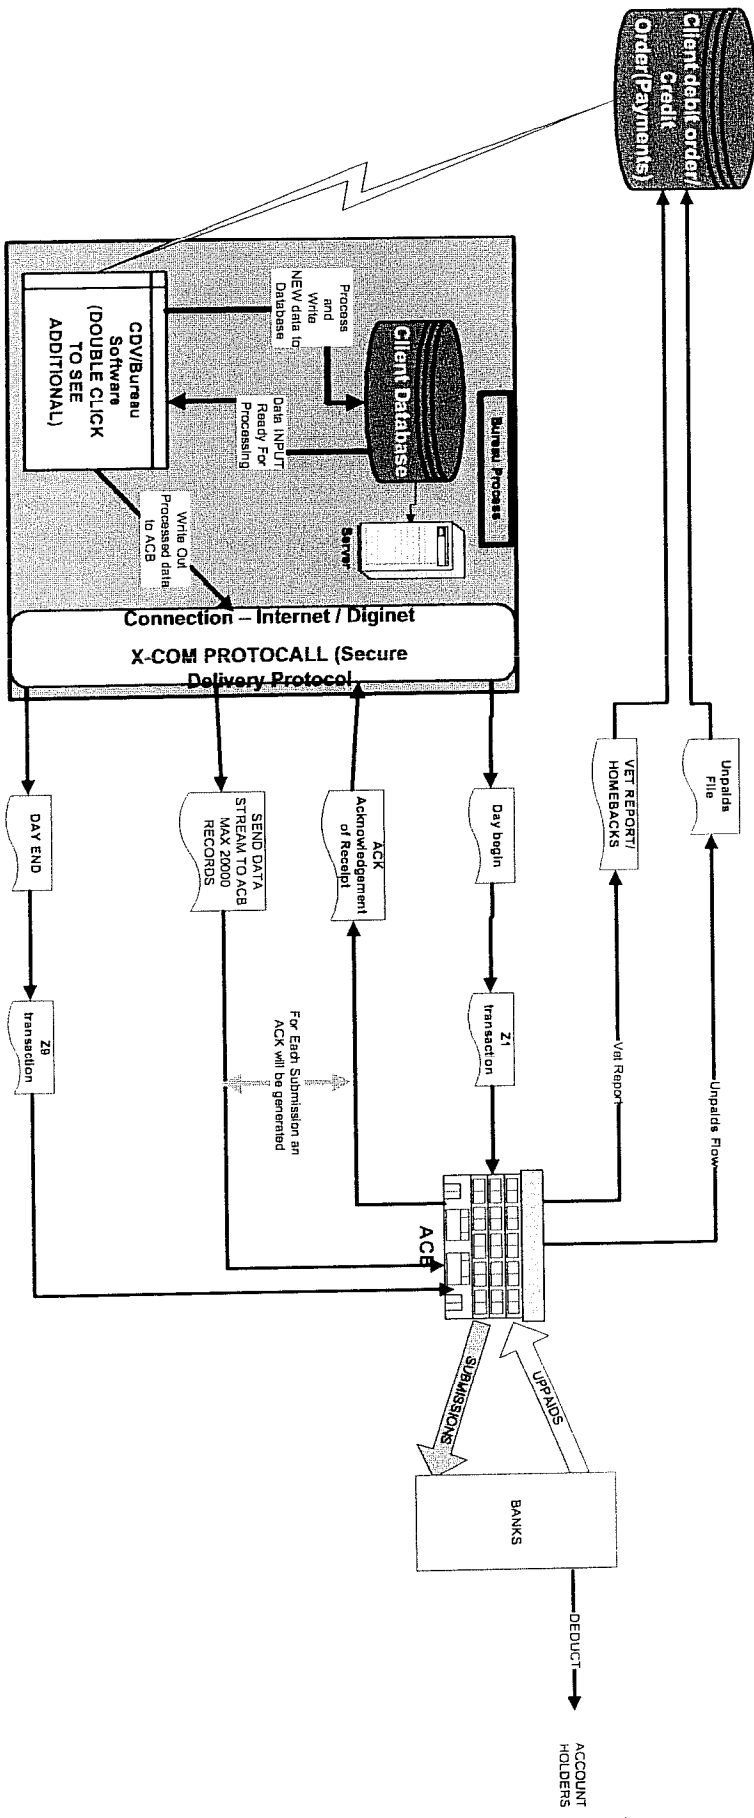 Client debit order/
Credit
Order(Payments)
Unpaids
File
Unpaids Flow
VET REPORT/
HOMEBACKS
Vet Report
Bureau Process
Client Database
Server
Process
and
Write
NEW data to
Database
Data INPUT
Ready For
Processing
CDV/Bureau
Software
(DOUBLE CLICK
TO SEE
ADDITIONAL)
Write Out
Processed data
to ACB
Connection – Internet / Diginet
X-COM PROTOCALL (Secure
Delivery Protocol
Day begin
Z1
transaction
ACK
Acknowledgement
of Receipt
For Each Submission an
ACK will be generated
SEND DATA
STREAM TO ACB
MAX 20000
RECORDS
DAY END
Z9
transaction
ACB
UPPAIDS
SUBMISSIONS
BANKS
DEDUCT
ACCOUNT
HOLDERS